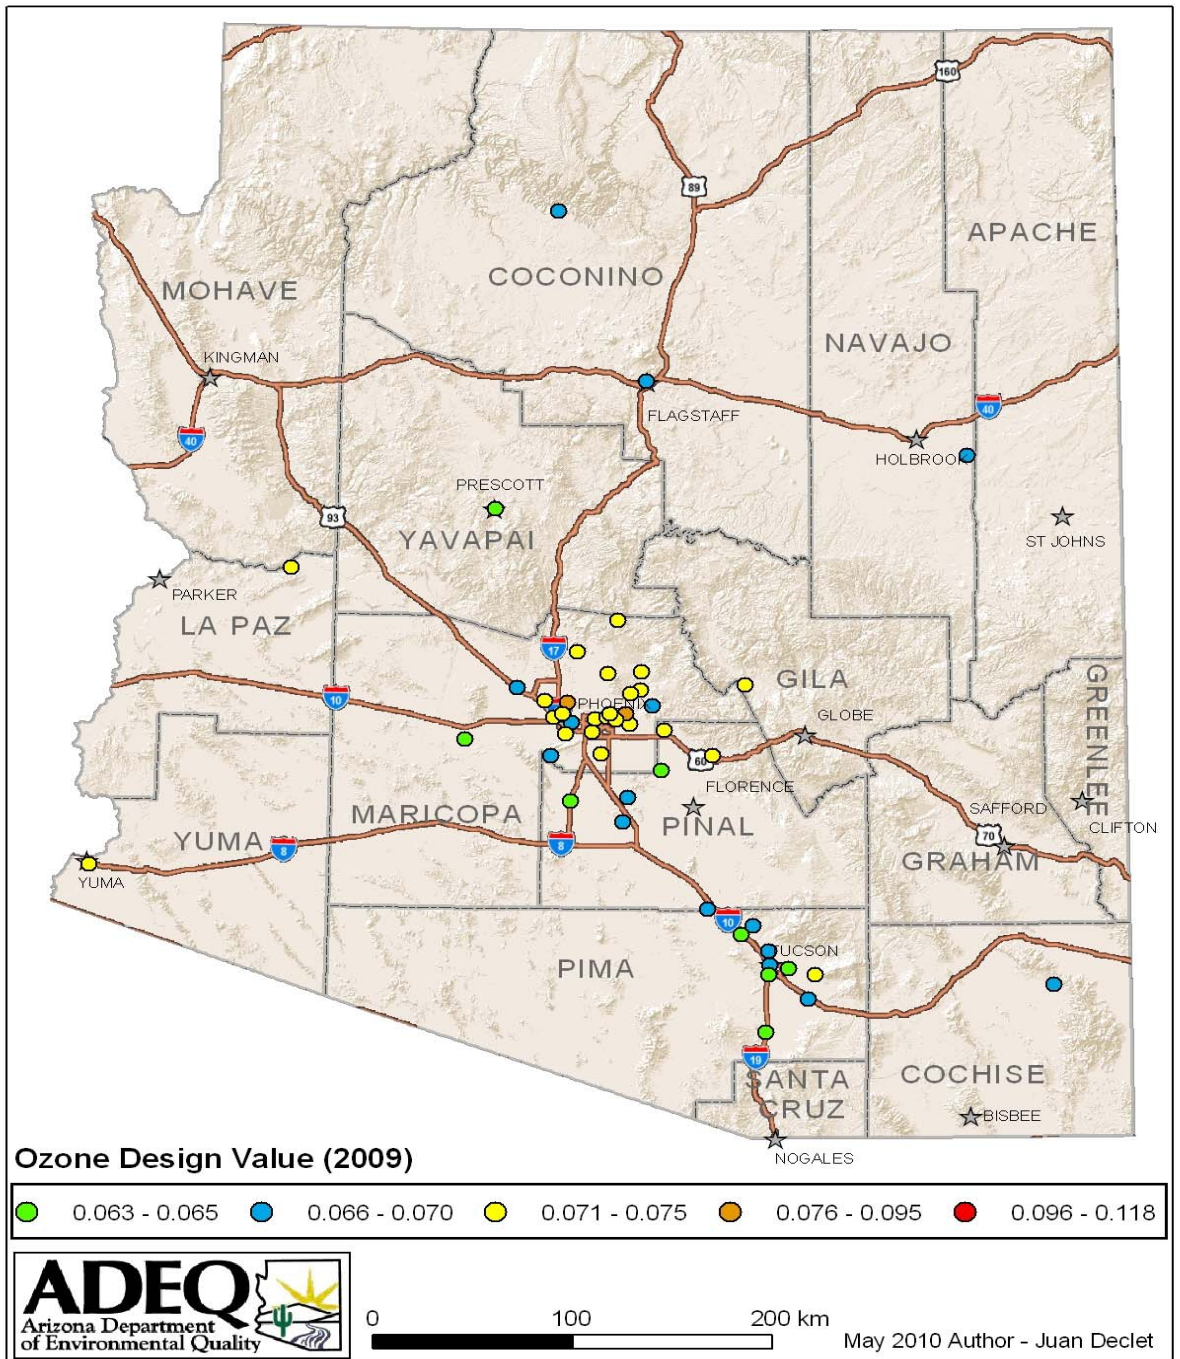 160
89
APACHE
COCONINO
MOHAVE
NAVAJO
KINGMAN
FLAGSTAFF
40
40
HOLBROOK
PRESCOTT
93
YAVAPAI
ST JOHNS
PARKER
LA PAZ
17
GILA
GREENLEE
10
PHOENIX
GLOBE
60
FLORENCE
MARICOPA
PINAL
SAFFORD
CLIFTON
YUMA
8
8
70
GRAHAM
YUMA
10
TUCSON
PIMA
19
SANTA
CRUZ
COCHISE
BISBEE
NOGALES
Ozone Design Value (2009)
0.063 - 0.065 0.066 - 0.070 0.071 - 0.075 0.076 - 0.095 0.096 - 0.118
ADEQ
Arizona Department
of Environmental Quality
0 100 200 km
May 2010 Author - Juan Declet